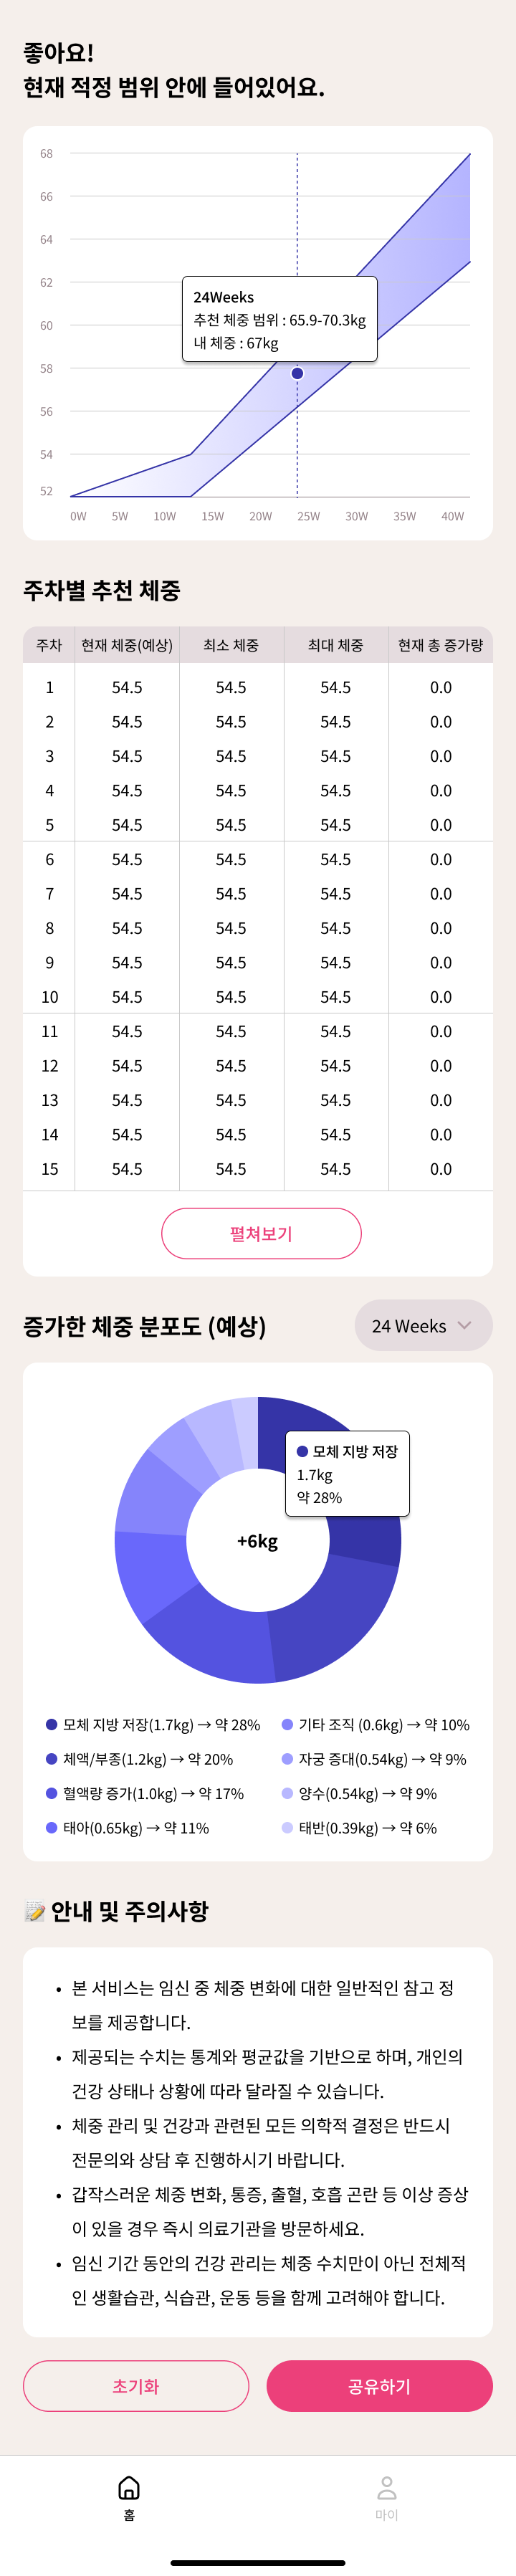 좋아요!
현재 적정 범위 안에 들어있어요.
68
66
64
62
60
58
56
54
52
24Weeks
추천 체중 범위 : 65.9-70.3kg
내 체중 : 67kg
0W 5W 10W 15W 20W 25W 30W 35W 40W
주차별 추천 체중
주차 현재 체중(예상) 최소 체중 최대 체중 현재 총 증가량
1 54.5 54.5 54.5 0.0
2 54.5 54.5 54.5 0.0
3 54.5 54.5 54.5 0.0
4 54.5 54.5 54.5 0.0
5 54.5 54.5 54.5 0.0
6 54.5 54.5 54.5 0.0
7 54.5 54.5 54.5 0.0
8 54.5 54.5 54.5 0.0
9 54.5 54.5 54.5 0.0
10 54.5 54.5 54.5 0.0
11 54.5 54.5 54.5 0.0
12 54.5 54.5 54.5 0.0
13 54.5 54.5 54.5 0.0
14 54.5 54.5 54.5 0.0
15 54.5 54.5 54.5 0.0
펼쳐보기
증가한 체중 분포도 (예상)
24 Weeks
모체 지방 저장
1.7kg
약 28%
+6kg
모체 지방 저장(1.7kg) → 약 28%
체액/부종(1.2kg) → 약 20%
혈액량 증가(1.0kg) → 약 17%
태아(0.65kg) → 약 11%
기타 조직 (0.6kg) → 약 10%
자궁 증대(0.54kg) → 약 9%
양수(0.54kg) → 약 9%
태반(0.39kg) → 약 6%
📝 안내 및 주의사항
• 본 서비스는 임신 중 체중 변화에 대한 일반적인 참고 정
보를 제공합니다.
• 제공되는 수치는 통계와 평균값을 기반으로 하며, 개인의
건강 상태나 상황에 따라 달라질 수 있습니다.
• 체중 관리 및 건강과 관련된 모든 의학적 결정은 반드시
전문의와 상담 후 진행하시기 바랍니다.
• 갑작스러운 체중 변화, 통증, 출혈, 호흡 곤란 등 이상 증상
이 있을 경우 즉시 의료기관을 방문하세요.
• 임신 기간 동안의 건강 관리는 체중 수치만이 아닌 전체적
인 생활습관, 식습관, 운동 등을 함께 고려해야 합니다.
초기화
공유하기
홈
마이